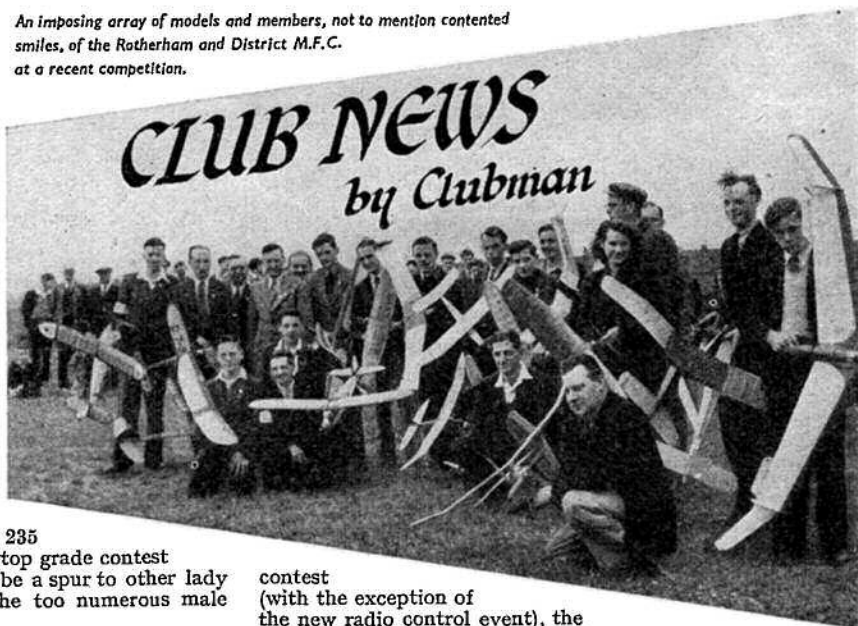 An imposing array of models and members, not to mention contented
smiles, of the Rotherham and District M.F.C.
at a recent competition.
CLUB NEWS
by Clubman
235
top grade contest
be a spur to other lady
he too numerous male
contest
(with the exception of
the new radio control event), the